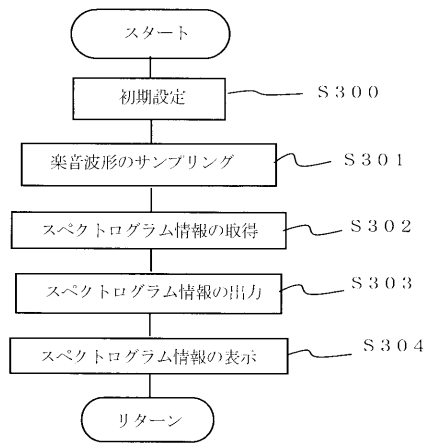 スタート
初期設定
S300
楽音波形のサンプリング
S301
スペクトログラム情報の取得
S302
スペクトログラム情報の出力
S303
スペクトログラム情報の表示
S304
リターン